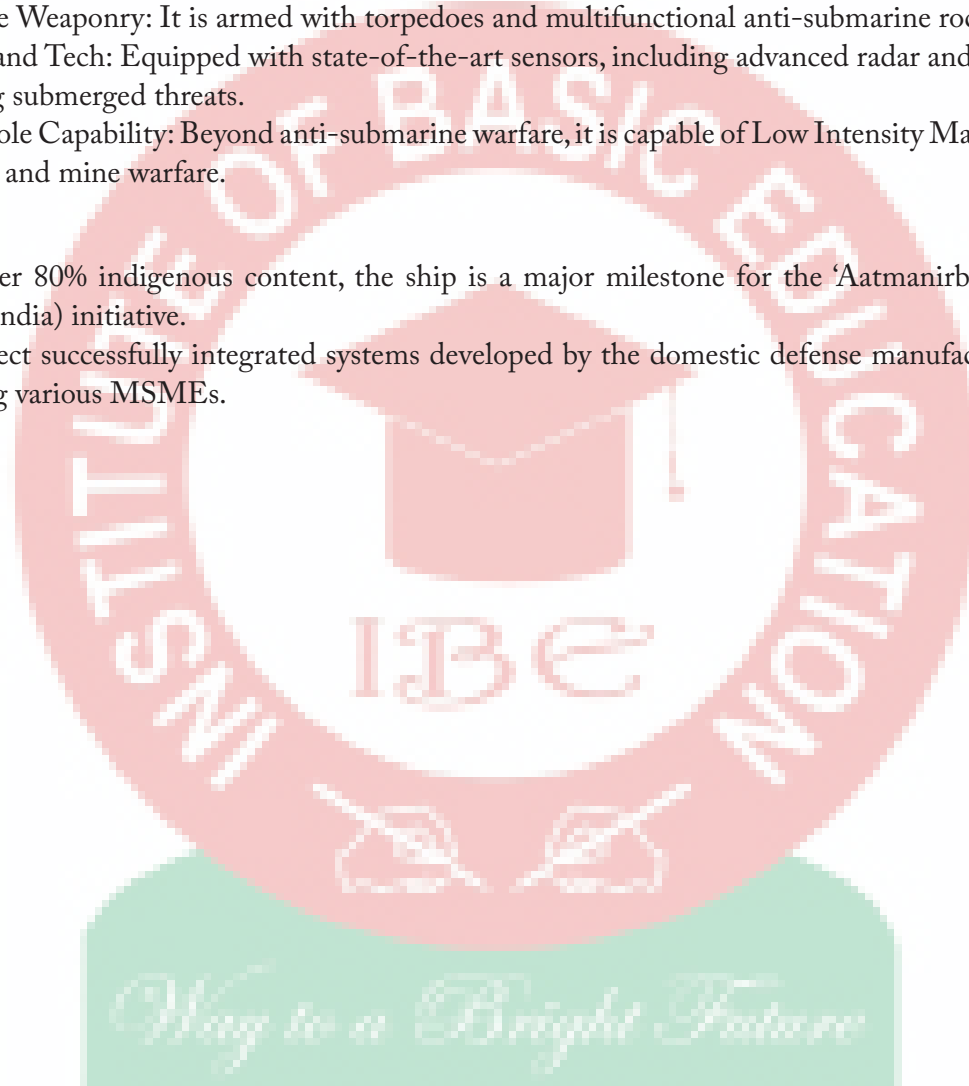 e Weaponry: It is armed with torpedoes and multifunctional anti-submarine roc
and Tech: Equipped with state-of-the-art sensors, including advanced radar and
g submerged threats.
ole Capability: Beyond anti-submarine warfare, it is capable of Low Intensity Ma
and mine warfare.
er 80% indigenous content, the ship is a major milestone for the ‘Aatmanirb
ndia) initiative.
ect successfully integrated systems developed by the domestic defense manufac
g various MSMEs.
INSTITUDE OF BASIC EDUCATION
IBE
Way to a Bright Future